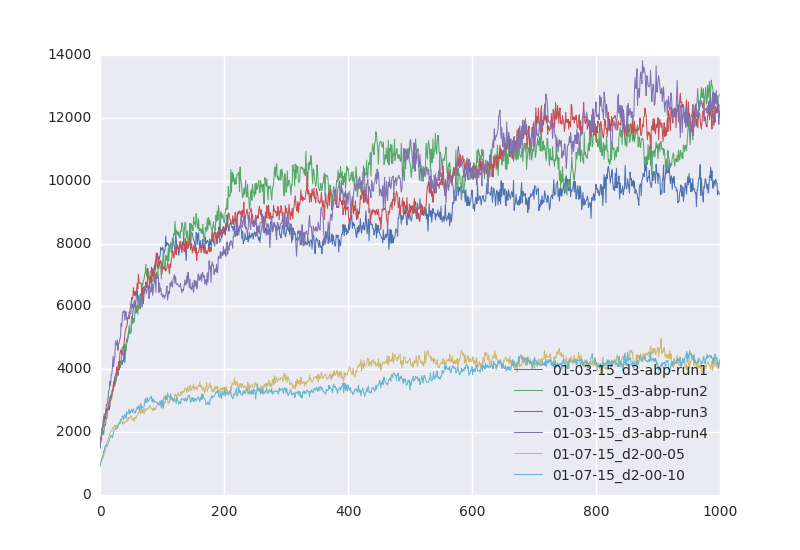 14000
12000
10000
8000
6000
4000
2000
0
0 200 400 600 800 1000
01-03-15_d3-abp-run1
01-03-15_d3-abp-run2
01-03-15_d3-abp-run3
01-03-15_d3-abp-run4
01-07-15_d2-00-05
01-07-15_d2-00-10